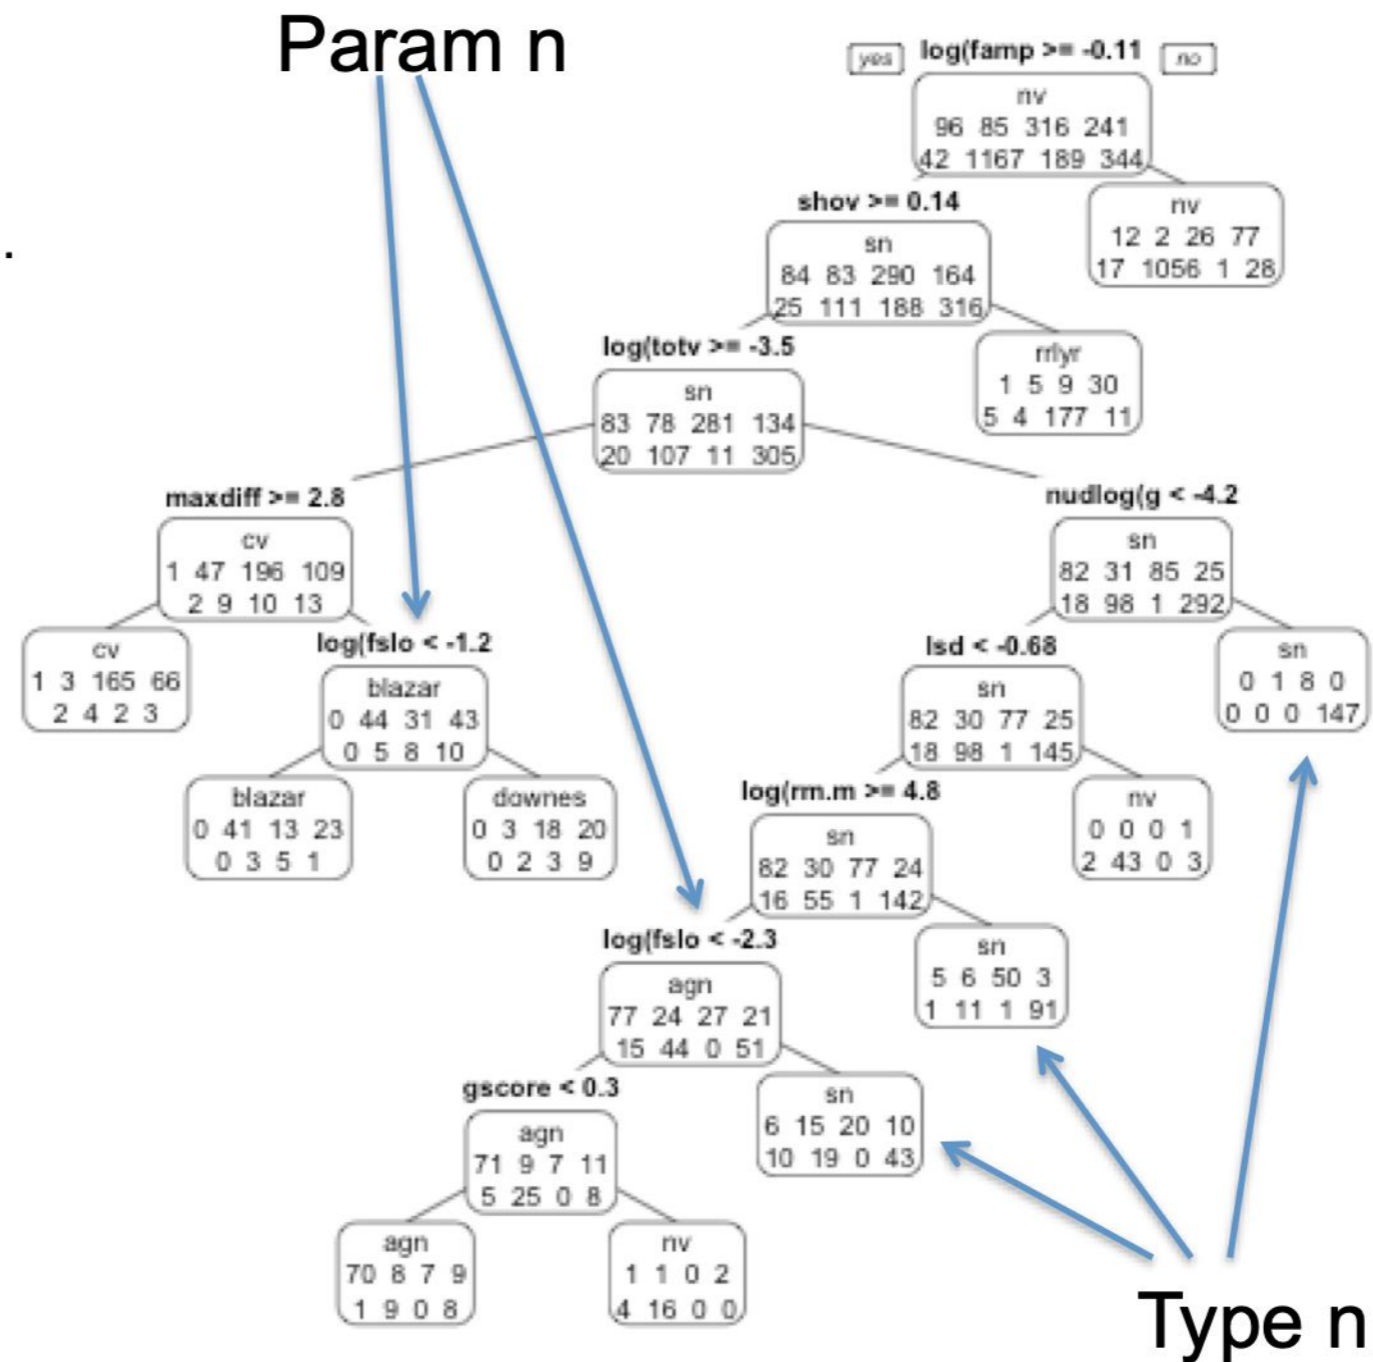 Param n
yes log(famp >= -0.11 no
nv
96 85 316 241
42 1167 189 344
shov >= 0.14
nv
12 2 26 77
17 1056 1 28
sn
84 83 290 164
25 111 188 316
.
log(totv >= -3.5
rrlyr
1 5 9 30
5 4 177 11
sn
83 78 281 134
20 107 11 305
maxdiff >= 2.8
nudlog(g < -4.2
cv
1 47 196 109
2 9 10 13
sn
82 31 85 25
18 98 1 292
cv
1 3 165 66
2 4 2 3
log(fslo < -1.2
lsd < -0.68
sn
0 1 8 0
0 0 0 147
blazar
0 44 31 43
0 5 8 10
sn
82 30 77 25
18 98 1 145
blazar
0 41 13 23
0 3 5 1
downes
0 3 18 20
0 2 3 9
log(rm.m >= 4.8
nv
0 0 0 1
2 43 0 3
sn
82 30 77 24
16 55 1 142
log(fslo < -2.3
sn
5 6 50 3
1 11 1 91
agn
77 24 27 21
15 44 0 51
gscore < 0.3
sn
6 15 20 10
10 19 0 43
agn
71 9 7 11
5 25 0 8
agn
70 8 7 9
1 9 0 8
nv
1 1 0 2
4 16 0 0
Type n